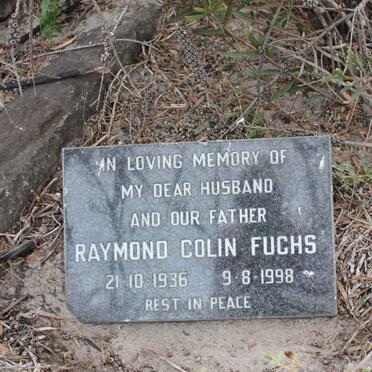 IN LOVING MEMORY OF
MY DEAR HUSBAND
AND OUR FATHER
RAYMOND COLIN FUCHS
21·10·1936 9·8·1998
REST IN PEACE